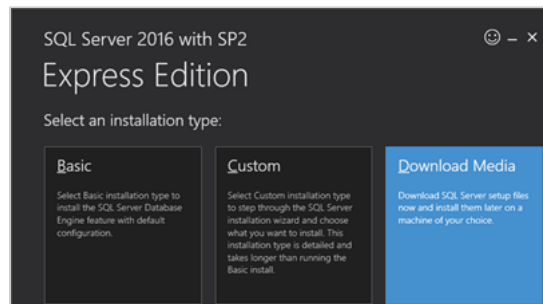 SQL Server 2016 with SP2
Express Edition
Select an installation type:
Basic
Select Basic installation type to
install the SQL Server Database
Engine feature with default
configuration.
Custom
Select Custom installation type
to step through the SQL Server
installation wizard and choose
what you want to install. This
installation type is detailed and
takes longer than running the
Basic install.
Download Media
Download SQL Server setup files
now and install them later on a
machine of your choice.